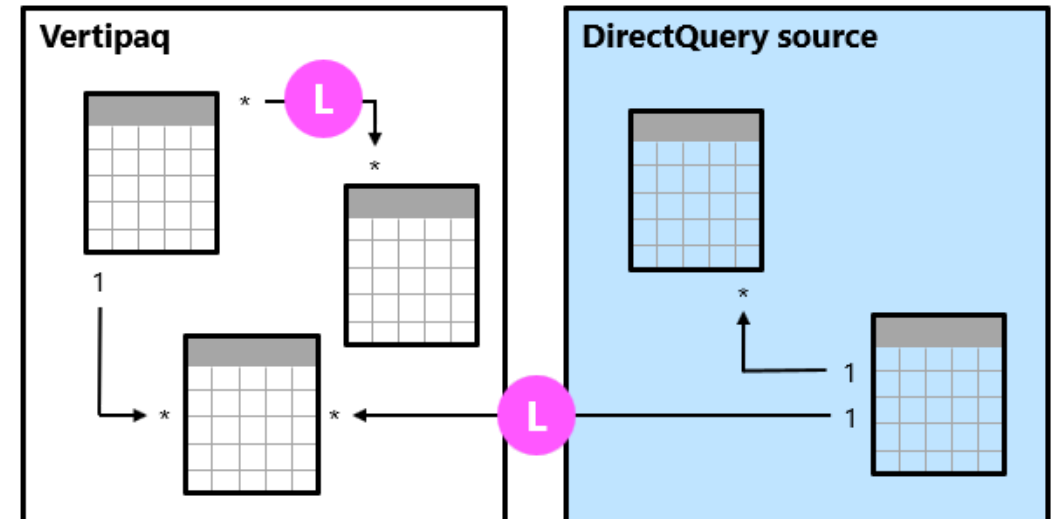 Vertipaq
DirectQuery source
* L
*
1
*
1
* * L 1